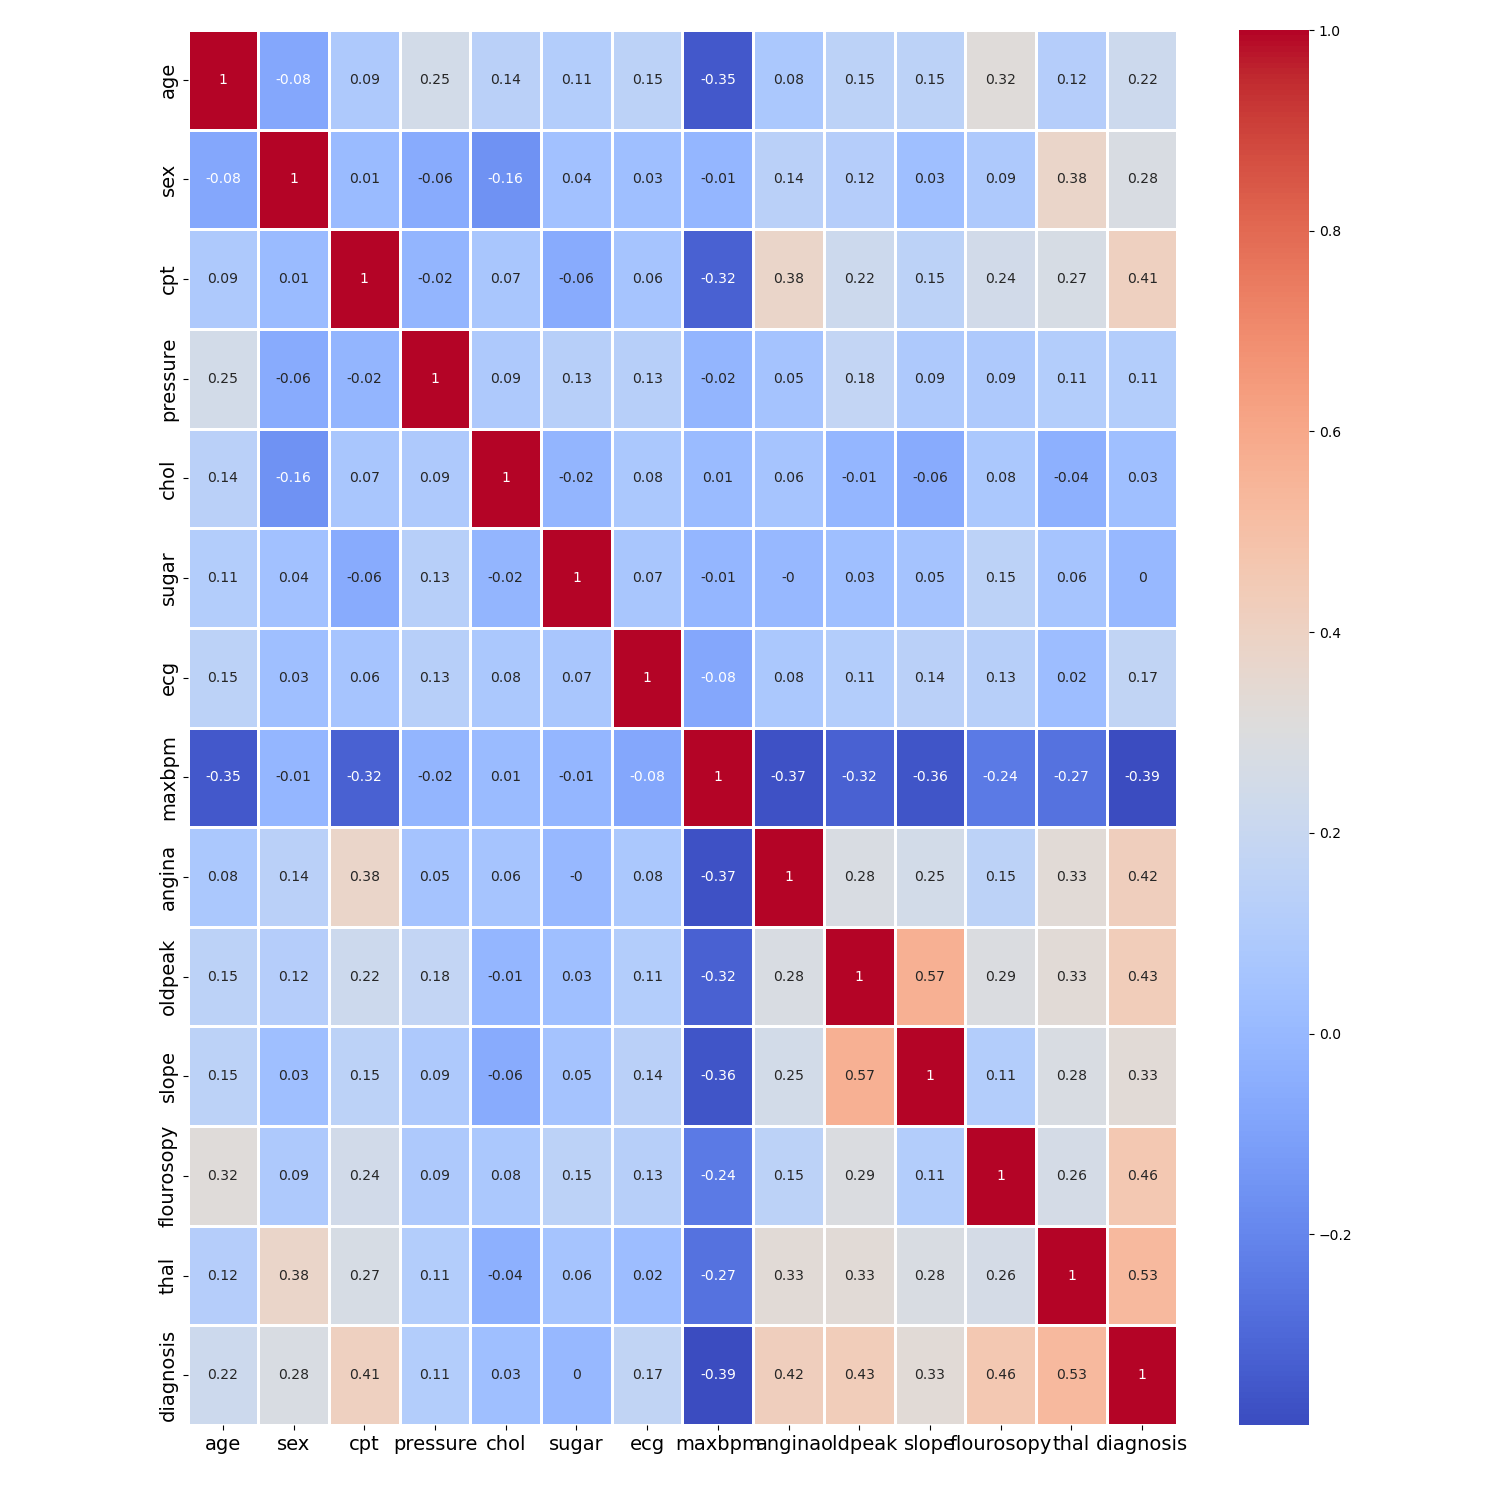 age 1 -0.08 0.09 0.25 0.14 0.11 0.15 -0.35 0.08 0.15 0.15 0.32 0.12 0.22
sex -0.08 1 0.01 -0.06 -0.16 0.04 0.03 -0.01 0.14 0.12 0.03 0.09 0.38 0.28
cpt 0.09 0.01 1 -0.02 0.07 -0.06 0.06 -0.32 0.38 0.22 0.15 0.24 0.27 0.41
pressure 0.25 -0.06 -0.02 1 0.09 0.13 0.13 -0.02 0.05 0.18 0.09 0.09 0.11 0.11
chol 0.14 -0.16 0.07 0.09 1 -0.02 0.08 0.01 0.06 -0.01 -0.06 0.08 -0.04 0.03
sugar 0.11 0.04 -0.06 0.13 -0.02 1 0.07 -0.01 -0 0.03 0.05 0.15 0.06 0
ecg 0.15 0.03 0.06 0.13 0.08 0.07 1 -0.08 0.08 0.11 0.14 0.13 0.02 0.17
maxbpm -0.35 -0.01 -0.32 -0.02 0.01 -0.01 -0.08 1 -0.37 -0.32 -0.36 -0.24 -0.27 -0.39
angina 0.08 0.14 0.38 0.05 0.06 -0 0.08 -0.37 1 0.28 0.25 0.15 0.33 0.42
oldpeak 0.15 0.12 0.22 0.18 -0.01 0.03 0.11 -0.32 0.28 1 0.57 0.29 0.33 0.43
slope 0.15 0.03 0.15 0.09 -0.06 0.05 0.14 -0.36 0.25 0.57 1 0.11 0.28 0.33
flourosopy 0.32 0.09 0.24 0.09 0.08 0.15 0.13 -0.24 0.15 0.29 0.11 1 0.26 0.46
thal 0.12 0.38 0.27 0.11 -0.04 0.06 0.02 -0.27 0.33 0.33 0.28 0.26 1 0.53
diagnosis 0.22 0.28 0.41 0.11 0.03 0 0.17 -0.39 0.42 0.43 0.33 0.46 0.53 1
age sex cpt pressure chol sugar ecg maxbpm angina oldpeak slope flourosopy thal diagnosis
1.0
0.8
0.6
0.4
0.2
0.0
−0.2